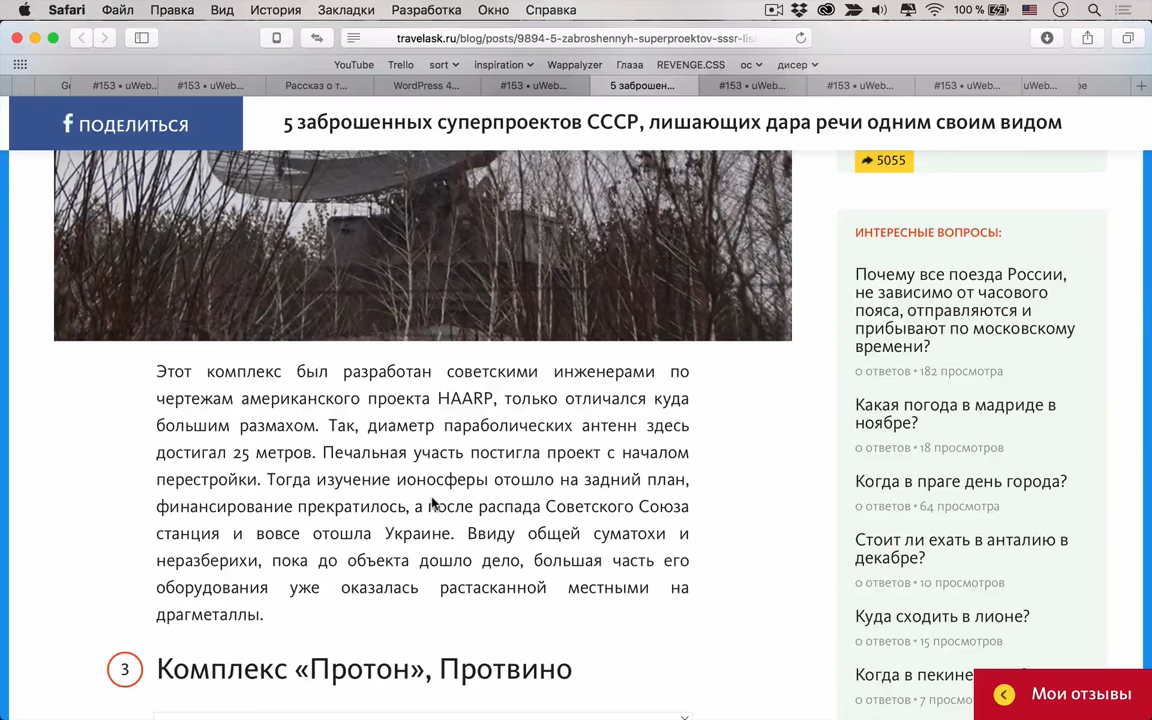 Safari Файл Правка Вид История Закладки Разработка Окно Справка 100 %
travelask.ru/blog/posts/9894-5-zabroshennyh-superproektov-sssr-lis
YouTube Trello sort inspiration Wappalyzer Глаза REVENGE.CSS ос дисер
Ge #153 • uWeb... #153 • uWeb... Рассказ о т... WordPress 4... #153 • uWeb... 5 заброшен... #153 • uWeb... #153 • uWeb... #153 • uWeb... uWeb... ре
ПОДЕЛИТЬСЯ
5 заброшенных суперпроектов СССР, лишающих дара речи одним своим видом
5055
Этот комплекс был разработан советскими инженерами по
чертежам американского проекта HAARP, только отличался куда
большим размахом. Так, диаметр параболических антенн здесь
достигал 25 метров. Печальная участь постигла проект с началом
перестройки. Тогда изучение ионосферы отошло на задний план,
финансирование прекратилось, а после распада Советского Союза
станция и вовсе отошла Украине. Ввиду общей суматохи и
неразберихи, пока до объекта дошло дело, большая часть его
оборудования уже оказалась растасканной местными на
драгметаллы.
3 Комплекс «Протон», Протвино
ИНТЕРЕСНЫЕ ВОПРОСЫ:
Почему все поезда России,
не зависимо от часового
пояса, отправляются и
прибывают по московскому
времени?
0 ответов • 182 просмотра
Какая погода в мадриде в
ноябре?
0 ответов • 18 просмотров
Когда в праге день города?
0 ответов • 64 просмотра
Стоит ли ехать в анталию в
декабре?
0 ответов • 10 просмотров
Куда сходить в лионе?
0 ответов • 15 просмотров
Когда в пекине
0 ответов • 7 просмо
Мои отзывы